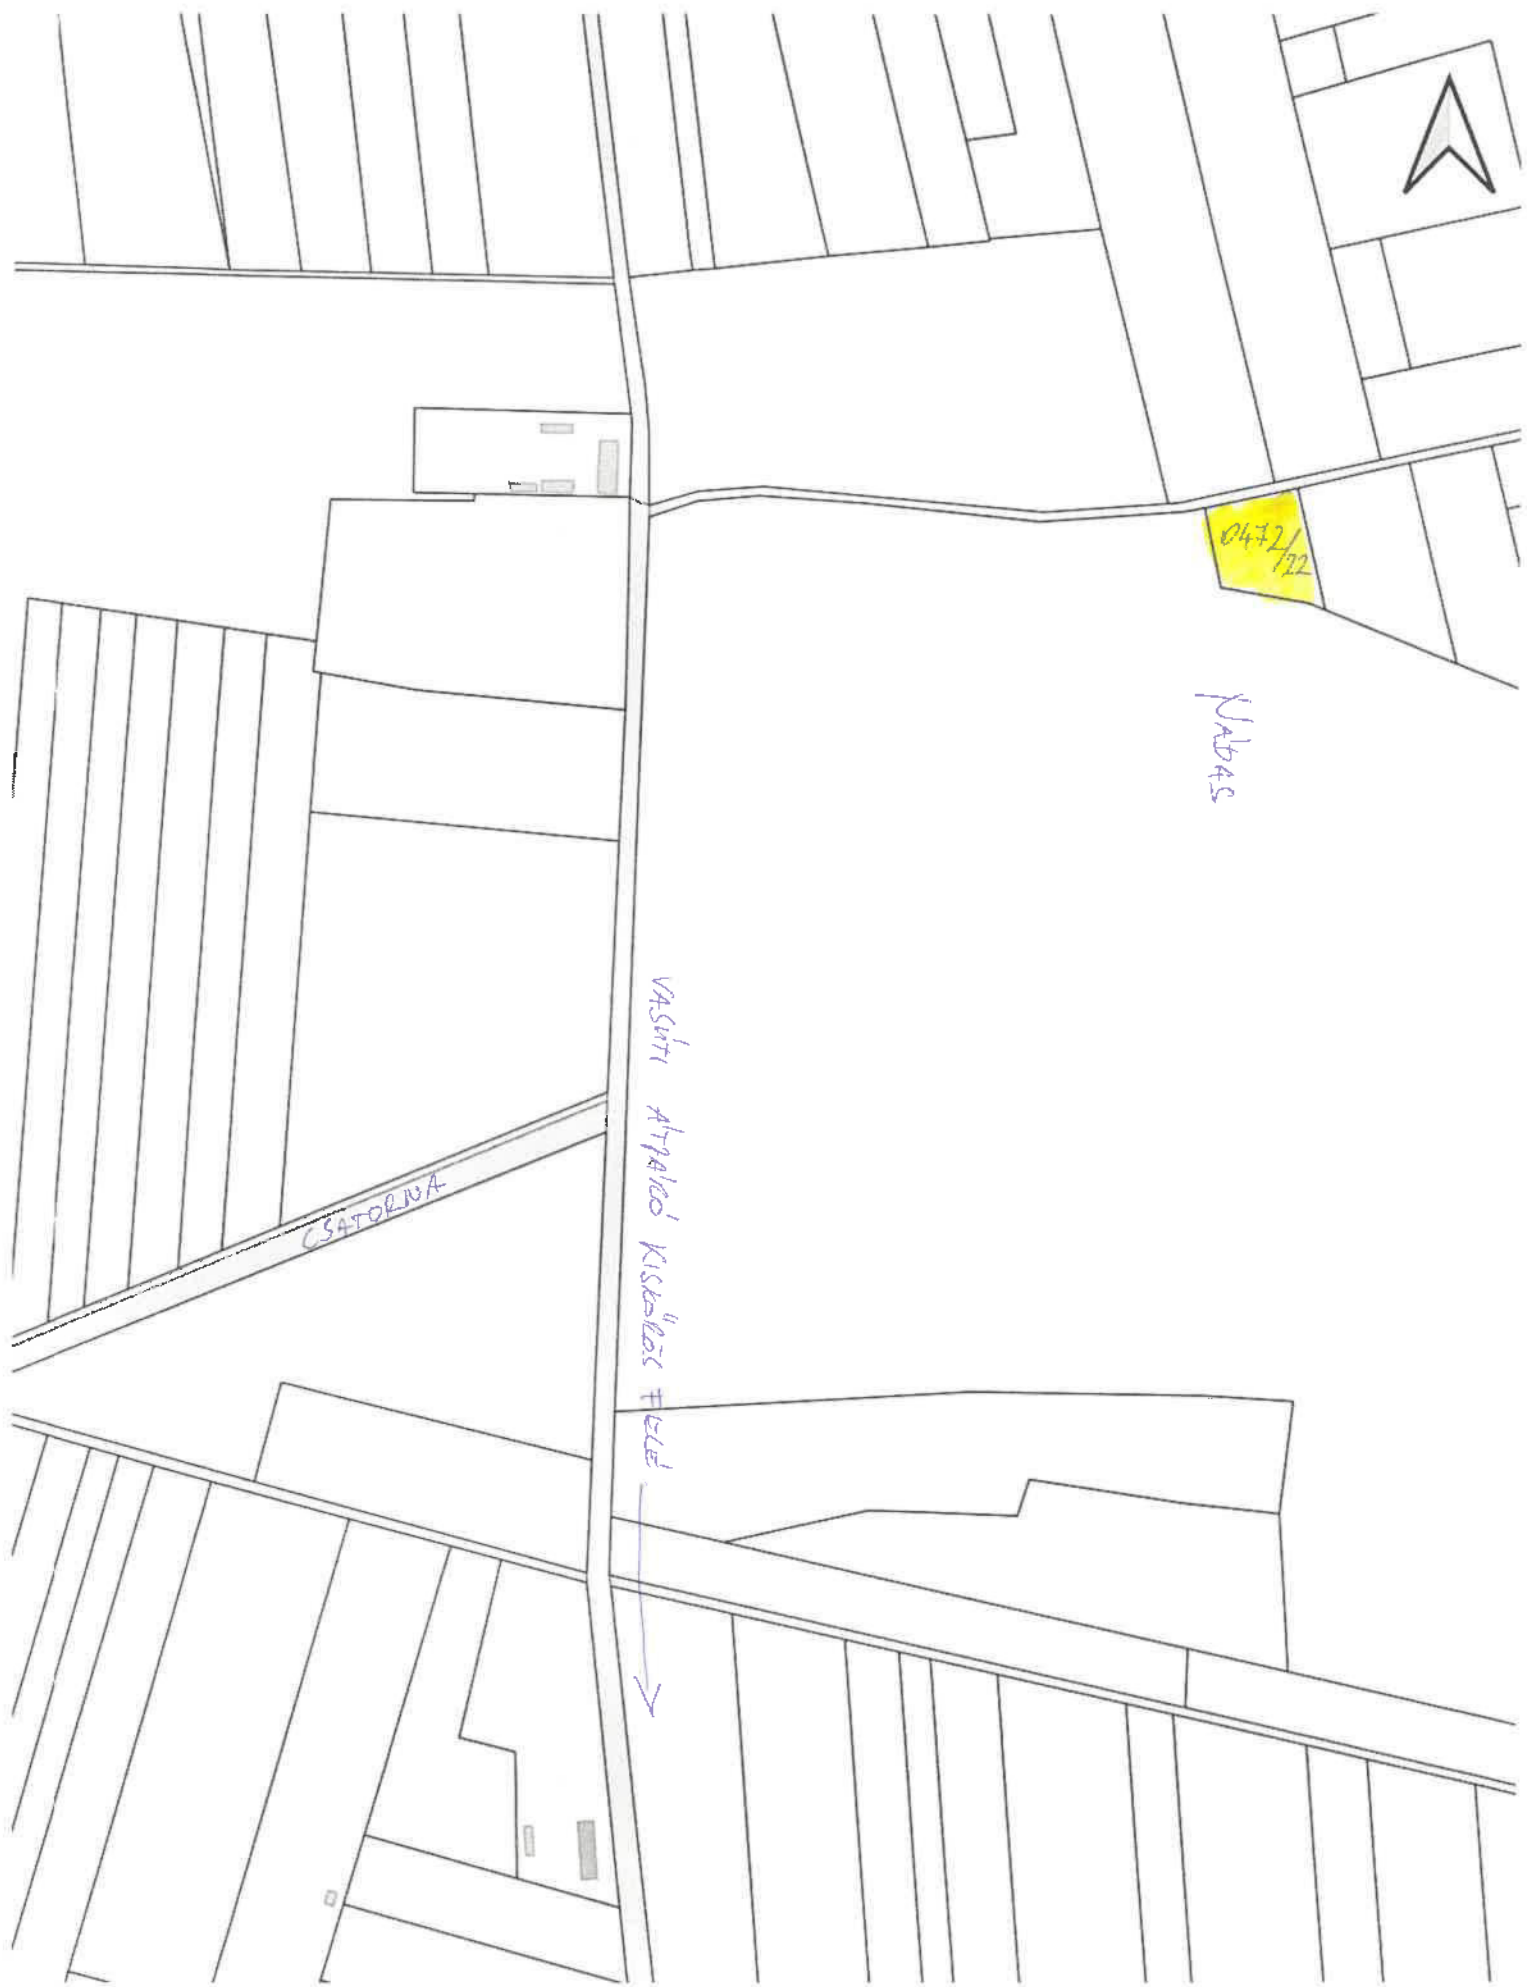 0472/22
NÁDAS
VASÚTI ÁTJÁRÓ KISKŐRÖS FELÉ
CSATORNA